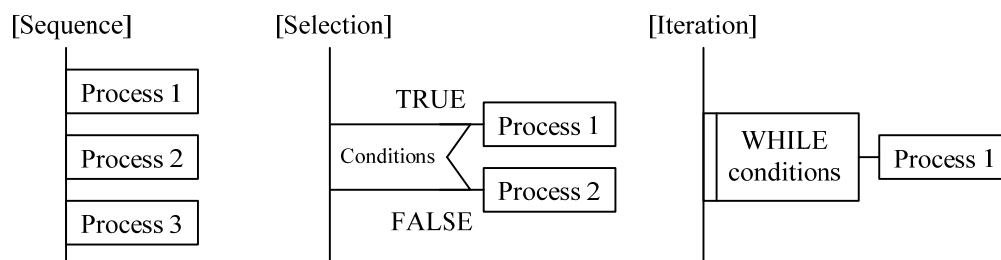 [Sequence]
Process 1
Process 2
Process 3
[Selection]
TRUE
Process 1
Conditions
Process 2
FALSE
[Iteration]
WHILE
conditions
Process 1